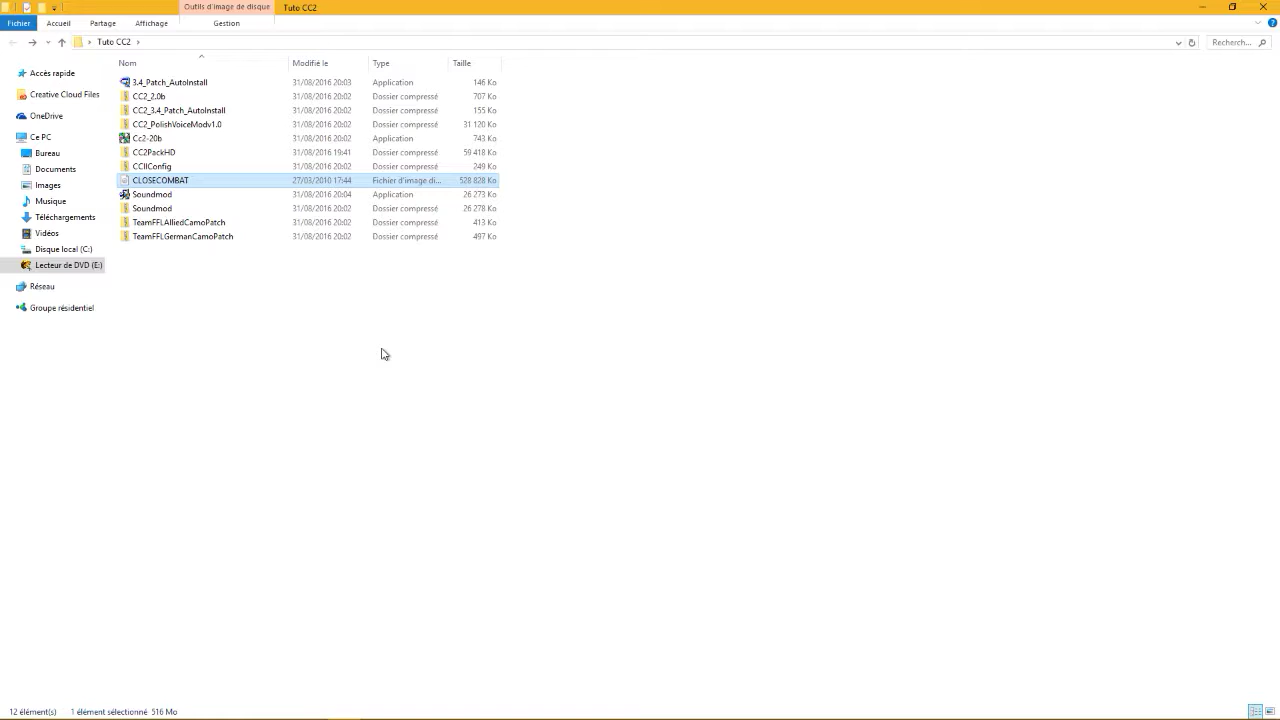 Outils d'image de disque
Tuto CC2
Fichier Accueil Partage Affichage Gestion
Tuto CC2
Recherch...
Nom Modifié le Type Taille
3.4_Patch_AutoInstall 31/08/2016 20:03 Application 146 Ko
CC2_2.0b 31/08/2016 20:02 Dossier compressé 707 Ko
CC2_3.4_Patch_AutoInstall 31/08/2016 20:02 Dossier compressé 155 Ko
CC2_PolishVoiceModv1.0 31/08/2016 20:02 Dossier compressé 31 120 Ko
Cc2-20b 31/08/2016 20:02 Application 743 Ko
CC2PackHD 31/08/2016 19:41 Dossier compressé 59 418 Ko
CCIIConfig 31/08/2016 20:02 Dossier compressé 249 Ko
CLOSECOMBAT 27/03/2010 17:44 Fichier d'image di... 528 828 Ko
Soundmod 31/08/2016 20:04 Application 26 273 Ko
Soundmod 31/08/2016 20:02 Dossier compressé 26 278 Ko
TeamFFLAlliedCamoPatch 31/08/2016 20:02 Dossier compressé 413 Ko
TeamFFLGermanCamoPatch 31/08/2016 20:02 Dossier compressé 497 Ko
Accès rapide
Creative Cloud Files
OneDrive
Ce PC
Bureau
Documents
Images
Musique
Téléchargements
Vidéos
Disque local (C:)
Lecteur de DVD (E:)
Réseau
Groupe résidentiel
12 élément(s) 1 élément sélectionné 516 Mo